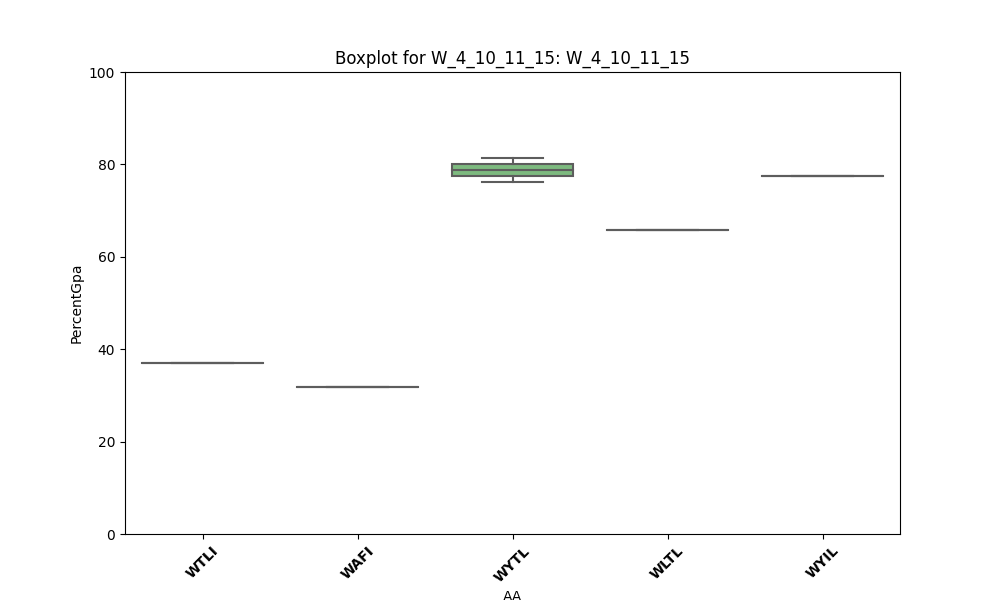 Boxplot for W_4_10_11_15: W_4_10_11_15
PercentGpa
100
80
60
40
20
0
WTLI
WAFI
WYTL
WLTL
WYIL
AA